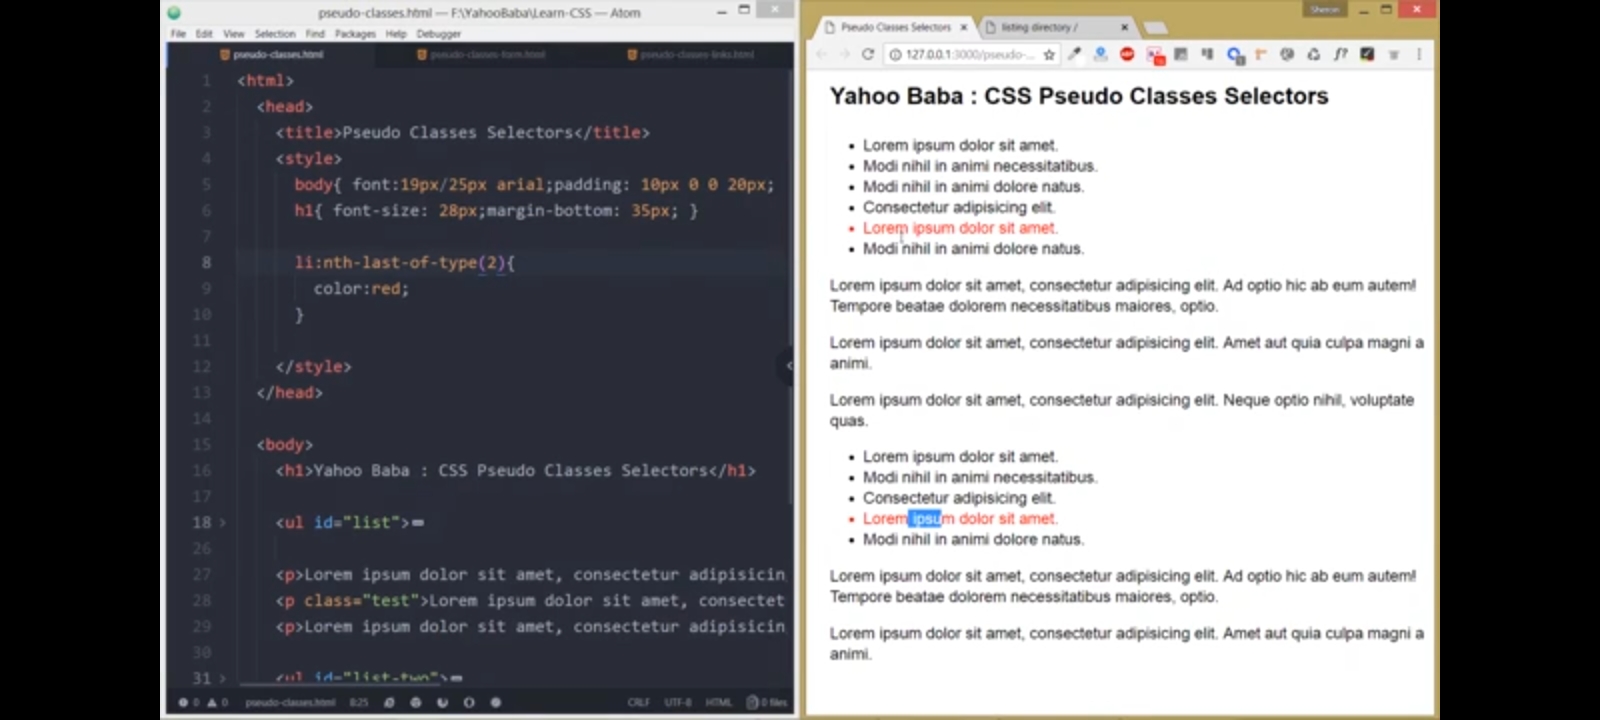 pseudo-classes.html — F:\YahooBaba\Learn-CSS — Atom
File Edit View Selection Find Packages Help Debugger
pseudo-classes.html pseudo-classes-form.html pseudo-classes-links.html
1 <html>
2 <head>
3 <title>Pseudo Classes Selectors</title>
4 <style>
5 body{ font:19px/25px arial;padding: 10px 0 0 20px;
6 h1{ font-size: 28px;margin-bottom: 35px; }
7
8 li:nth-last-of-type(2){
9 color:red;
10 }
11
12 </style>
13 </head>
14
15 <body>
16 <h1>Yahoo Baba : CSS Pseudo Classes Selectors</h1>
17
18 <ul id="list">
26
27 <p>Lorem ipsum dolor sit amet, consectetur adipisicin
28 <p class="test">Lorem ipsum dolor sit amet, consectet
29 <p>Lorem ipsum dolor sit amet, consectetur adipisicin
30
31 <ul id="list-two">
0 0 pseudo-classes.html 8:25 CRLF UTF-8 HTML 0 files
Sheron
Pseudo Classes Selectors listing directory /
127.0.0.1:3000/pseudo-...
Yahoo Baba : CSS Pseudo Classes Selectors
Lorem ipsum dolor sit amet.
Modi nihil in animi necessitatibus.
Modi nihil in animi dolore natus.
Consectetur adipisicing elit.
Lorem ipsum dolor sit amet.
Modi nihil in animi dolore natus.
Lorem ipsum dolor sit amet, consectetur adipisicing elit. Ad optio hic ab eum autem!
Tempore beatae dolorem necessitatibus maiores, optio.
Lorem ipsum dolor sit amet, consectetur adipisicing elit. Amet aut quia culpa magni a
animi.
Lorem ipsum dolor sit amet, consectetur adipisicing elit. Neque optio nihil, voluptate
quas.
Lorem ipsum dolor sit amet.
Modi nihil in animi necessitatibus.
Consectetur adipisicing elit.
Lorem ipsum dolor sit amet.
Modi nihil in animi dolore natus.
Lorem ipsum dolor sit amet, consectetur adipisicing elit. Ad optio hic ab eum autem!
Tempore beatae dolorem necessitatibus maiores, optio.
Lorem ipsum dolor sit amet, consectetur adipisicing elit. Amet aut quia culpa magni a
animi.